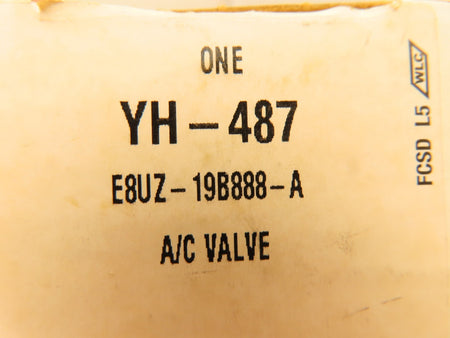 ONE
YH-487
E8UZ-19B888-A
A/C VALVE
FCSD L5 WLC